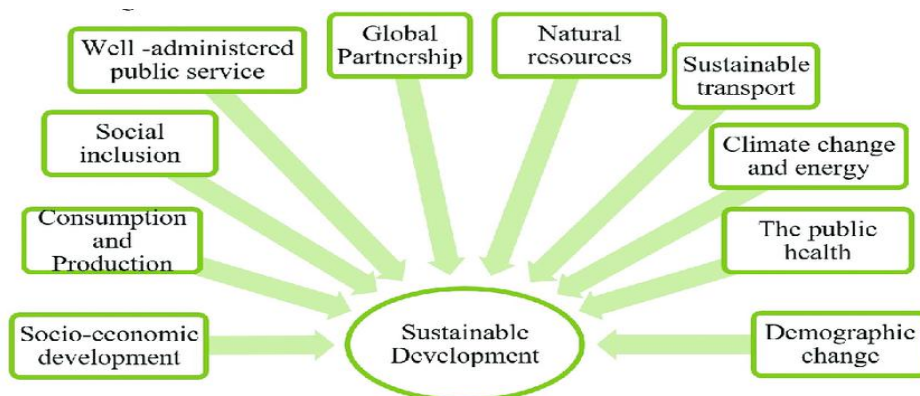 Well -administered
public service
Global
Partnership
Natural
resources
Sustainable
transport
Social
inclusion
Climate change
and energy
Consumption
and
Production
The public
health
Socio-economic
development
Sustainable
Development
Demographic
change